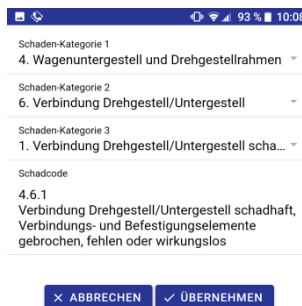 93 % 10:08
Schaden-Kategorie 1
4. Wagenuntergestell und Drehgestellrahmen
Schaden-Kategorie 2
6. Verbindung Drehgestell/Untergestell
Schaden-Kategorie 3
1. Verbindung Drehgestell/Untergestell scha...
Schadcode
4.6.1
Verbindung Drehgestell/Untergestell schadhaft,
Verbindungs- und Befestigungselemente
gebrochen, fehlen oder wirkungslos
ABBRECHEN ÜBERNEHMEN